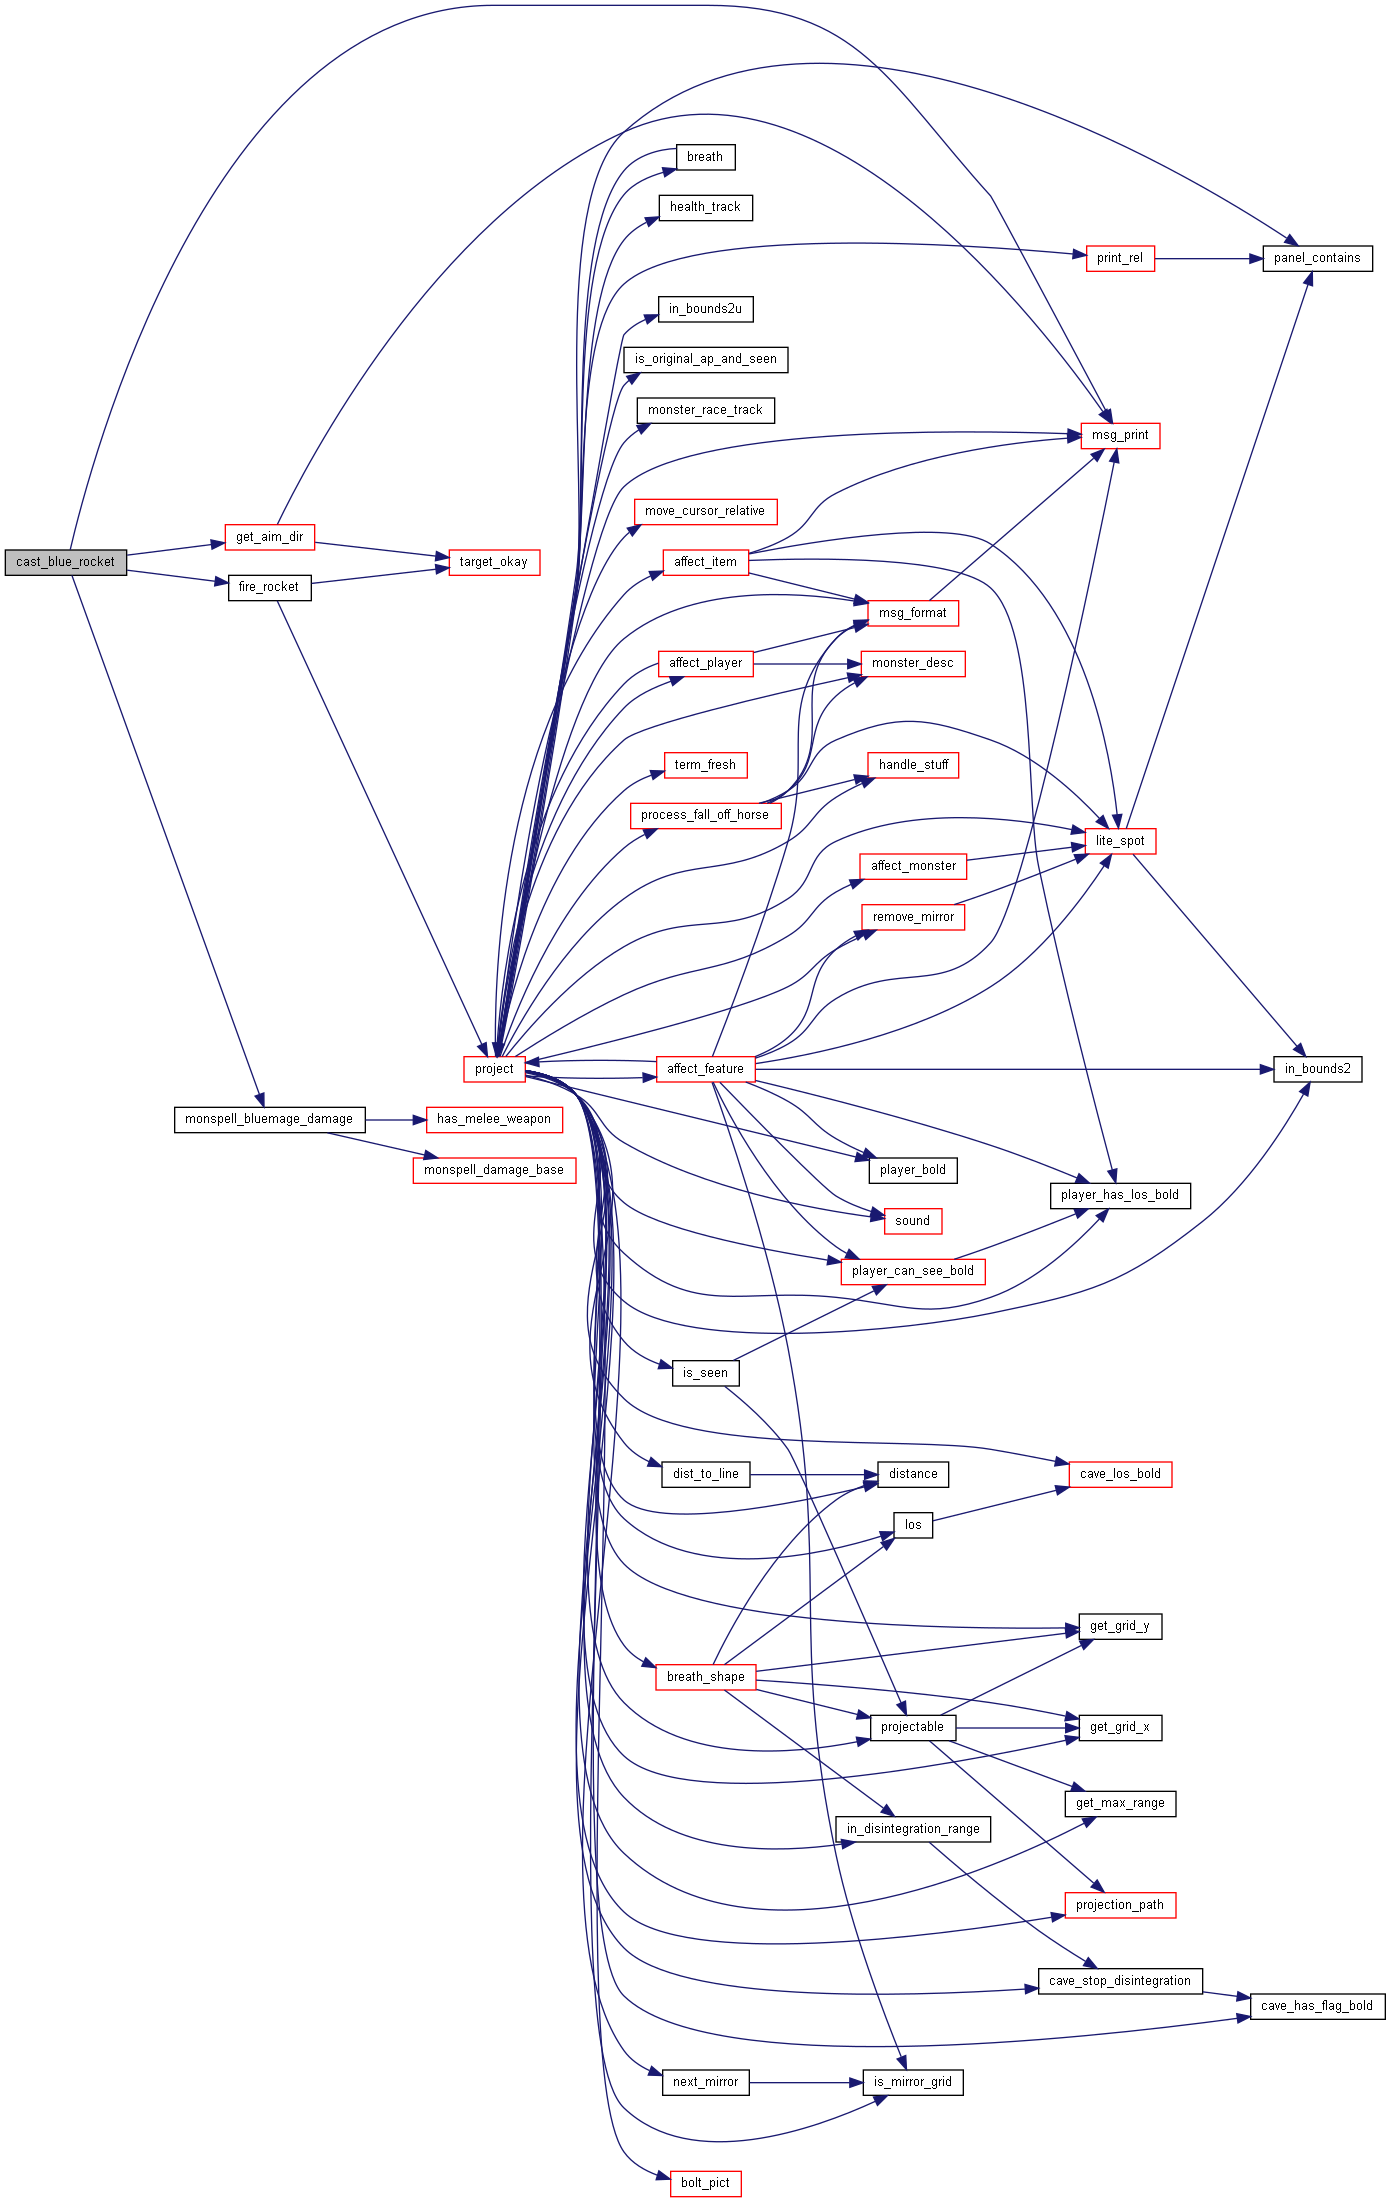 breath
health_track
print_rel
panel_contains
in_bounds2u
is_original_ap_and_seen
monster_race_track
msg_print
move_cursor_relative
get_aim_dir
cast_blue_rocket
target_okay
affect_item
fire_rocket
msg_format
affect_player
monster_desc
term_fresh
handle_stuff
process_fall_off_horse
lite_spot
affect_monster
remove_mirror
project
affect_feature
in_bounds2
monspell_bluemage_damage
has_melee_weapon
monspell_damage_base
player_bold
player_has_los_bold
sound
player_can_see_bold
is_seen
dist_to_line
distance
cave_los_bold
los
get_grid_y
breath_shape
projectable
get_grid_x
get_max_range
in_disintegration_range
projection_path
cave_stop_disintegration
cave_has_flag_bold
next_mirror
is_mirror_grid
bolt_pict